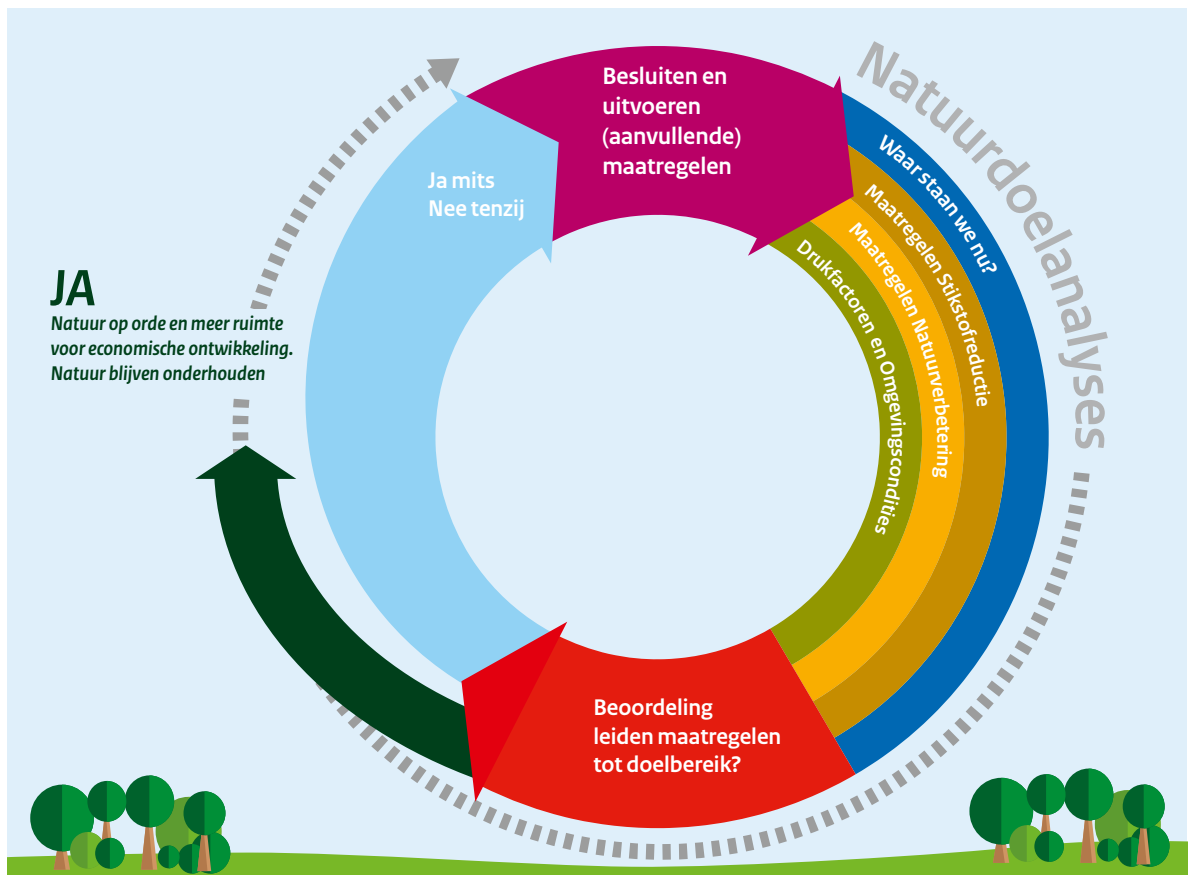 Besluiten en
uitvoeren
(aanvullende)
maatregelen
Natuurdoelanalyses
Waar staan we nu?
Maatregelen Stikstofreductie
Maatregelen Natuurverbetering
Drukfactoren en Omgevingscondities
Beoordeling
leiden maatregelen
tot doelbereik?
Ja mits
Nee tenzij
JA
Natuur op orde en meer ruimte
voor economische ontwikkeling.
Natuur blijven onderhouden